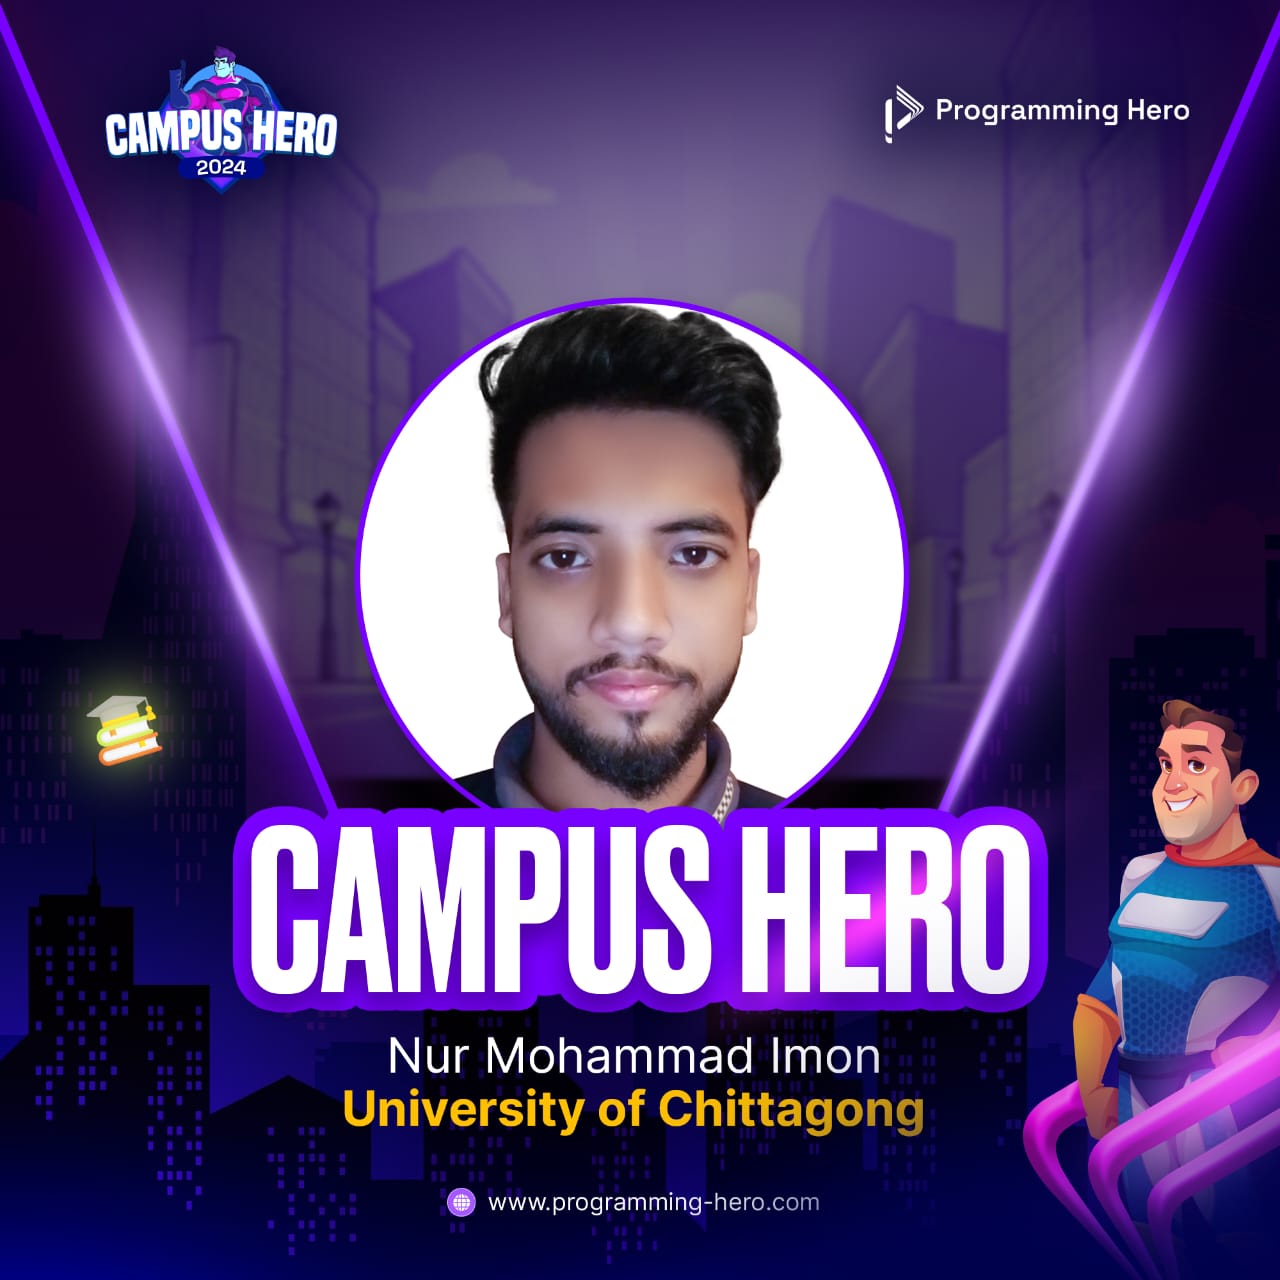 CAMPUS HERO
2024
Programming Hero
CAMPUS HERO
Nur Mohammad Imon
University of Chittagong
www.programming-hero.com